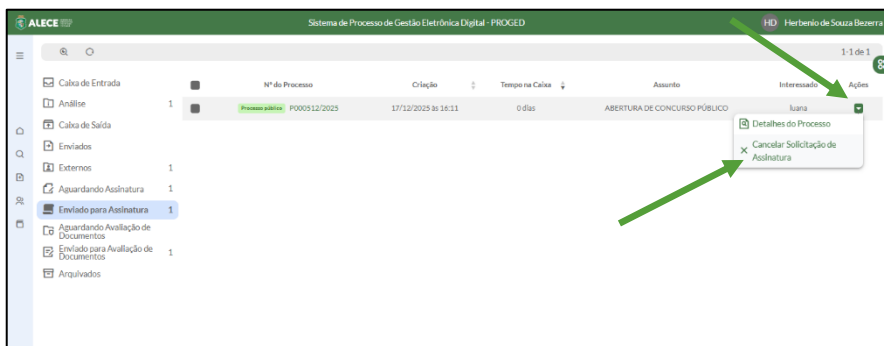 ALECE
Sistema de Processo de Gestão Eletrônica Digital - PROGED
HD Herbenio de Souza Bezerra
1-1 de 1
Caixa de Entrada
Análise 1
Caixa de Saída
Enviados
Externos 1
Aguardando Assinatura 1
Enviado para Assinatura 1
Aguardando Avaliação de
Documentos
Enviado para Avaliação de
Documentos 1
Arquivados
Nº do Processo Criação Tempo na Caixa Assunto Interessado Ações
Processo público P000512/2025 17/12/2025 às 16:11 0 dias ABERTURA DE CONCURSO PÚBLICO luana
Detalhes do Processo
Cancelar Solicitação de
Assinatura